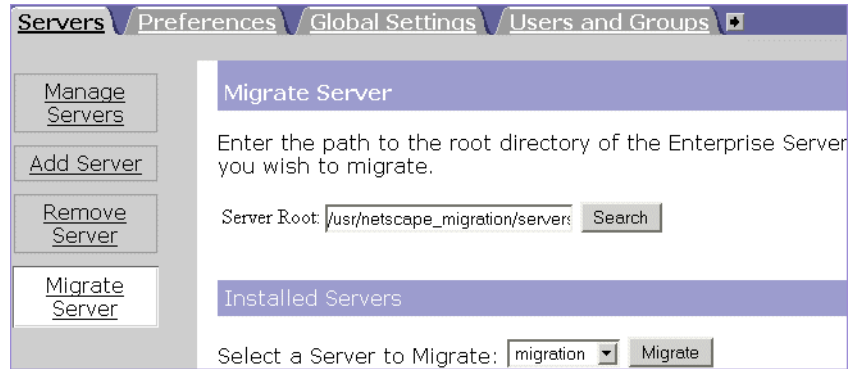 Servers Preferences Global Settings Users and Groups
Manage
Servers
Add Server
Remove
Server
Migrate
Server
Migrate Server
Enter the path to the root directory of the Enterprise Server
you wish to migrate.
Server Root: /usr/netscape_migration/servers Search
Installed Servers
Select a Server to Migrate: migration Migrate